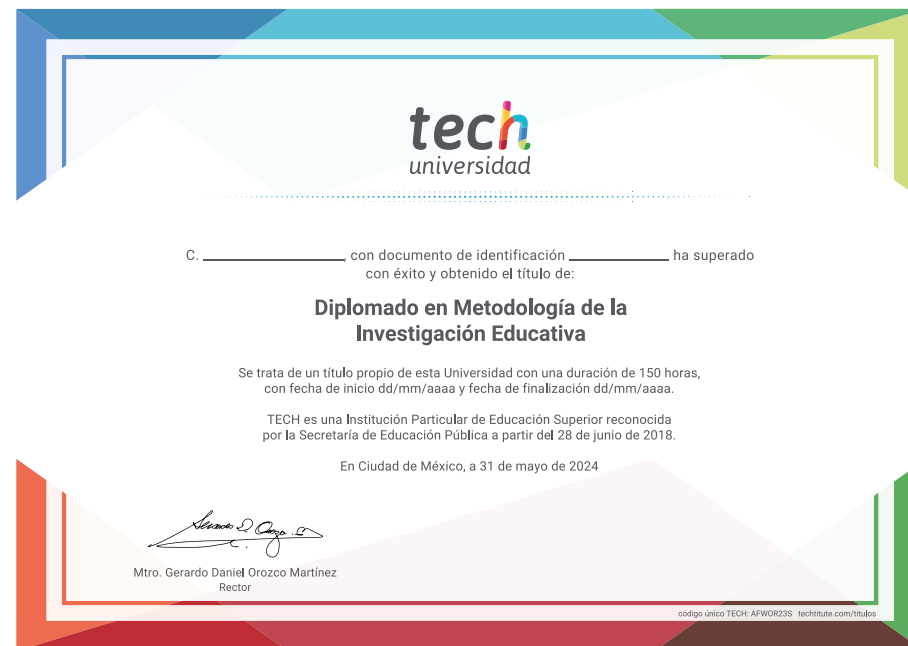 tech
universidad
C. ____________, con documento de identificación ____________ ha superado
con éxito y obtenido el título de:
Diplomado en Metodología de la
Investigación Educativa
Se trata de un título propio de esta Universidad con una duración de 150 horas,
con fecha de inicio dd/mm/aaaa y fecha de finalización dd/mm/aaaa.
TECH es una Institución Particular de Educación Superior reconocida
por la Secretaría de Educación Pública a partir del 28 de junio de 2018.
En Ciudad de México, a 31 de mayo de 2024
Mtro. Gerardo Daniel Orozco Martínez
Rector
código único TECH: AFWOR23S techtitute.com/titulos